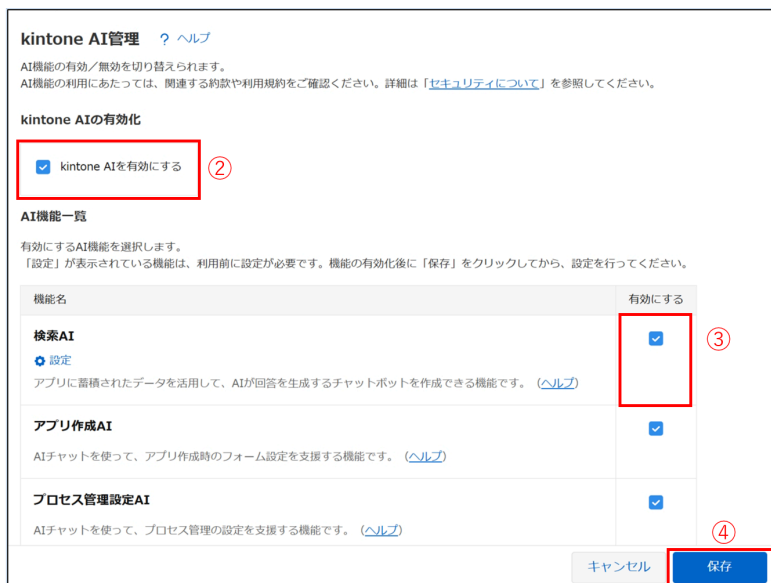 kintone AI管理 ? ヘルプ
AI機能の有効／無効を切り替えられます。
AI機能の利用にあたっては、関連する約款や利用規約をご確認ください。詳細は「セキュリティについて」を参照してください。
kintone AIの有効化
kintone AIを有効にする ②
AI機能一覧
有効にするAI機能を選択します。
「設定」が表示されている機能は、利用前に設定が必要です。機能の有効化後に「保存」をクリックしてから、設定を行ってください。
機能名 有効にする
検索AI ③
設定
アプリに蓄積されたデータを活用して、AIが回答を生成するチャットボットを作成できる機能です。（ヘルプ）
アプリ作成AI
AIチャットを使って、アプリ作成時のフォーム設定を支援する機能です。（ヘルプ）
プロセス管理設定AI
AIチャットを使って、プロセス管理の設定を支援する機能です。（ヘルプ）
④
キャンセル 保存